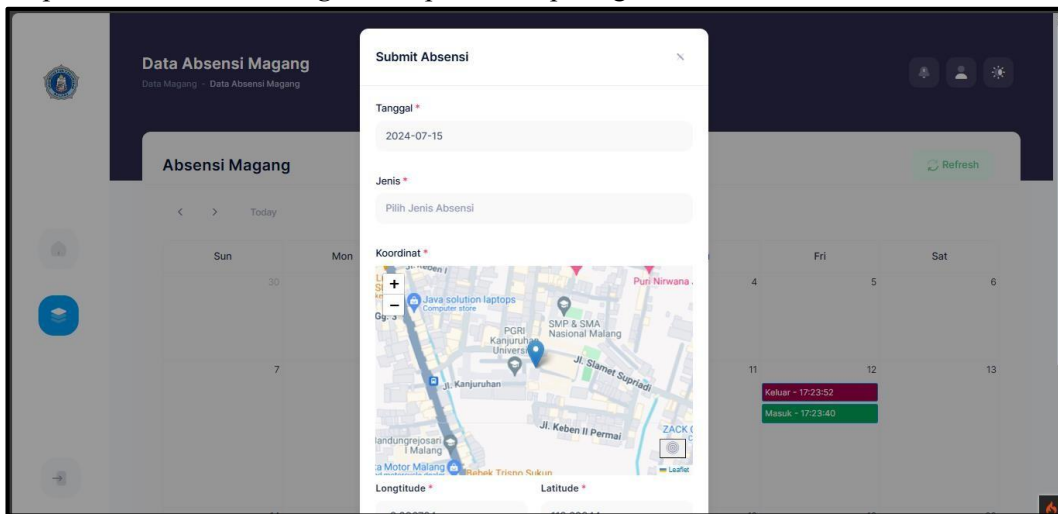 Data Absensi Magang
Data Magang - Data Absensi Magang
Submit Absensi
Tanggal *
2024-07-15
Jenis *
Pilih Jenis Absensi
Koordinat *
+
−
Java solution laptops
Computer store
Puri Nirwana
SMP & SMA
Nasional Malang
PGRI
Kanjuruhan
Jl. Slamet Supriadi
Jl. Kanjuruhan
Jl. Keben II Permai
ZACK
Malang
a Motor Malang
Bebek Trisno Sukun
Leaflet
Longtitude *
Latitude *
Absensi Magang
Refresh
Today
Sun
Mon
Fri
Sat
30
4
5
6
7
11
12
13
Keluar - 17:23:52
Masuk - 17:23:40